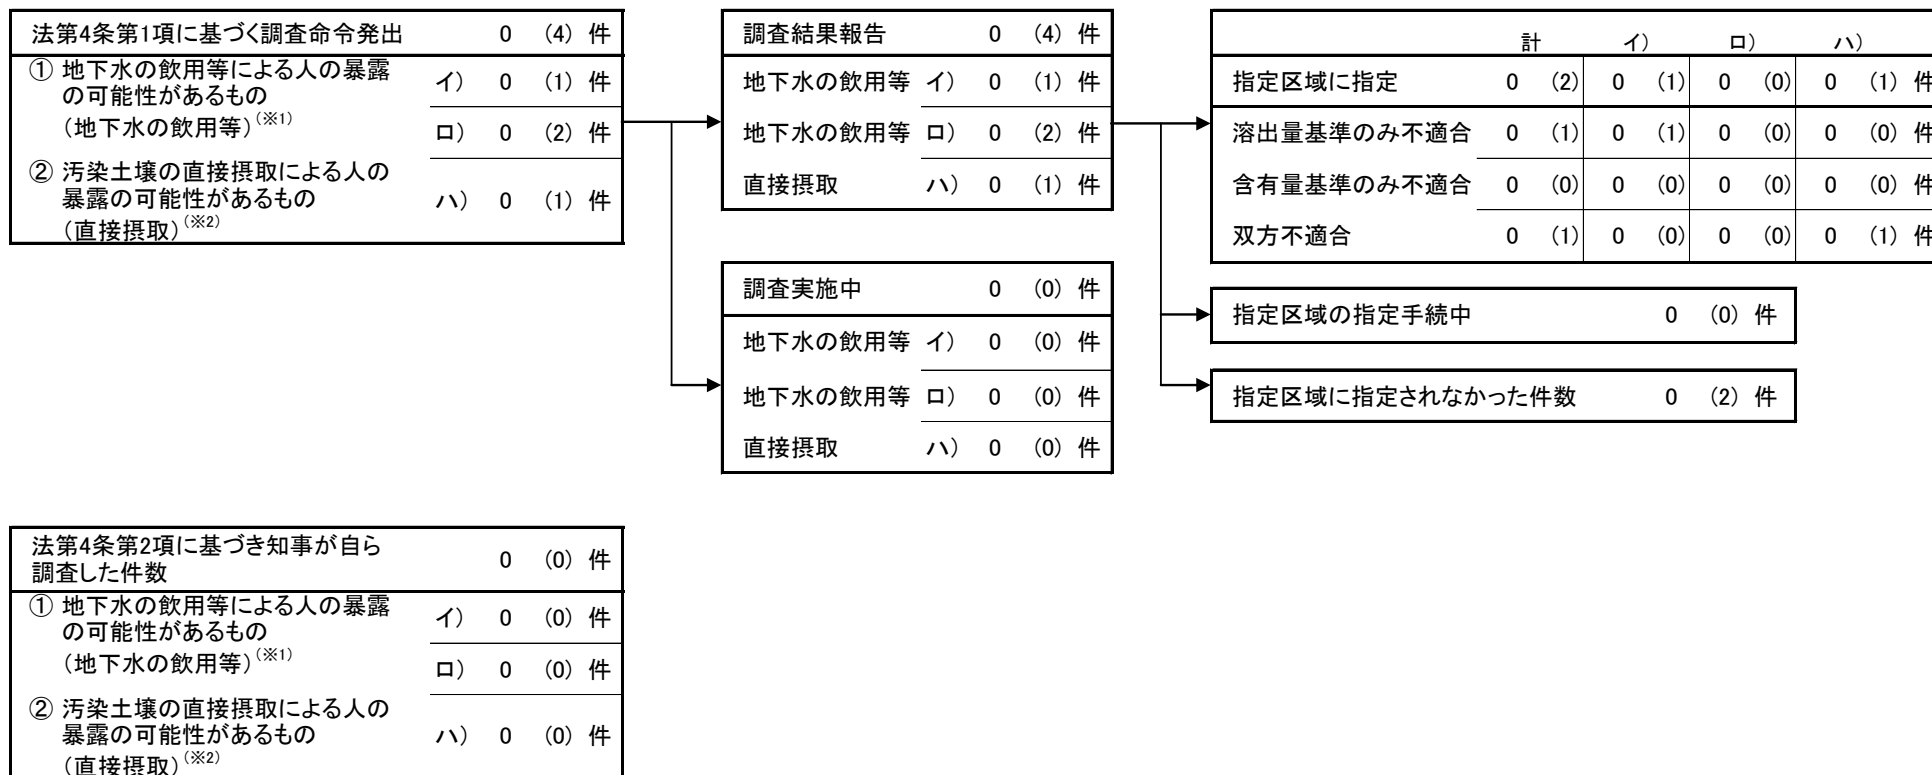 法第4条第1項に基づく調査命令発出 0 (4) 件
① 地下水の飲用等による人の暴露
の可能性があるもの
(地下水の飲用等)(※1)
イ) 0 (1) 件
ロ) 0 (2) 件
② 汚染土壌の直接摂取による人の
暴露の可能性があるもの
(直接摂取)(※2)
ハ) 0 (1) 件
調査結果報告 0 (4) 件
地下水の飲用等 イ) 0 (1) 件
地下水の飲用等 ロ) 0 (2) 件
直接摂取 ハ) 0 (1) 件
調査実施中 0 (0) 件
地下水の飲用等 イ) 0 (0) 件
地下水の飲用等 ロ) 0 (0) 件
直接摂取 ハ) 0 (0) 件
計 イ) ロ) ハ)
指定区域に指定 0 (2) 0 (1) 0 (0) 0 (1) 件
溶出量基準のみ不適合 0 (1) 0 (1) 0 (0) 0 (0) 件
含有量基準のみ不適合 0 (0) 0 (0) 0 (0) 0 (0) 件
双方不適合 0 (1) 0 (0) 0 (0) 0 (1) 件
指定区域の指定手続中 0 (0) 件
指定区域に指定されなかった件数 0 (2) 件
法第4条第2項に基づき知事が自ら
調査した件数
0 (0) 件
① 地下水の飲用等による人の暴露
の可能性があるもの
(地下水の飲用等)(※1)
イ) 0 (0) 件
ロ) 0 (0) 件
② 汚染土壌の直接摂取による人の
暴露の可能性があるもの
(直接摂取)(※2)
ハ) 0 (0) 件